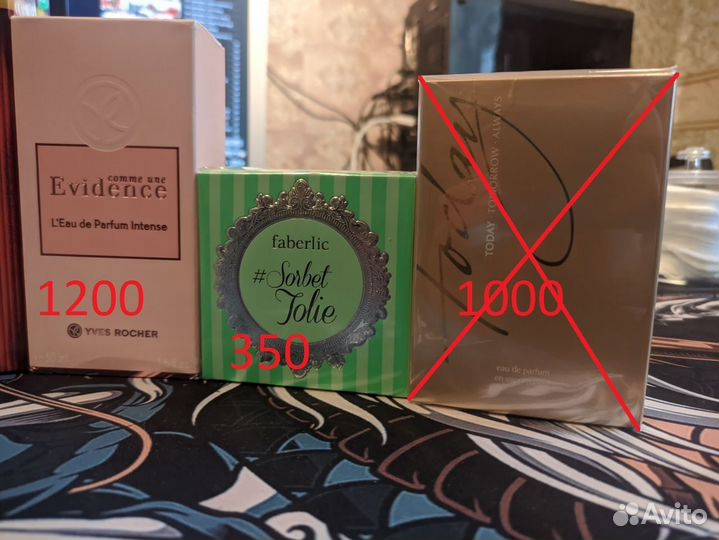 comme une
Evidence
L'Eau de Parfum Intense
1200
YVES ROCHER
faberlic
#Sorbet
Jolie
350
Today
TODAY TOMORROW ALWAYS
1000
eau de parfum
Avito